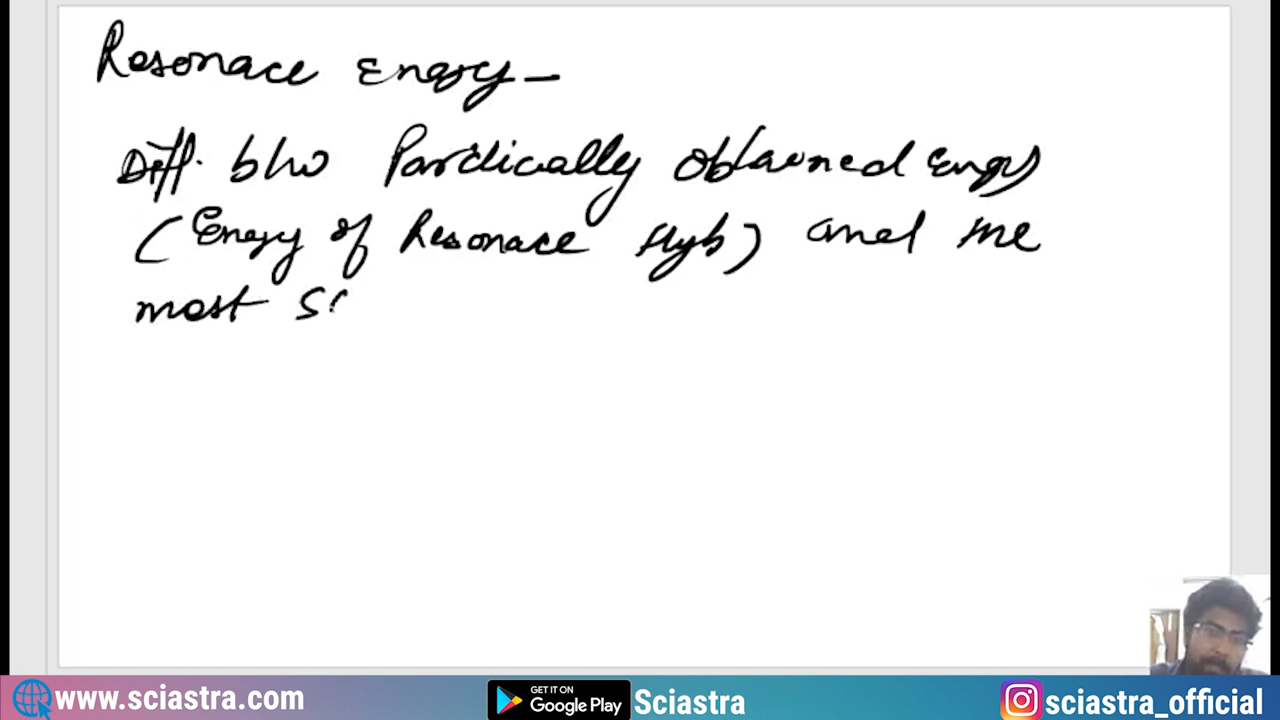 Resonace Energy -
Diff. b/w Partically obtained Engy
(Energy of Resonace Hyb) and the
most s
www.sciastra.com
GET IT ON
Google Play
Sciastra
sciastra_official